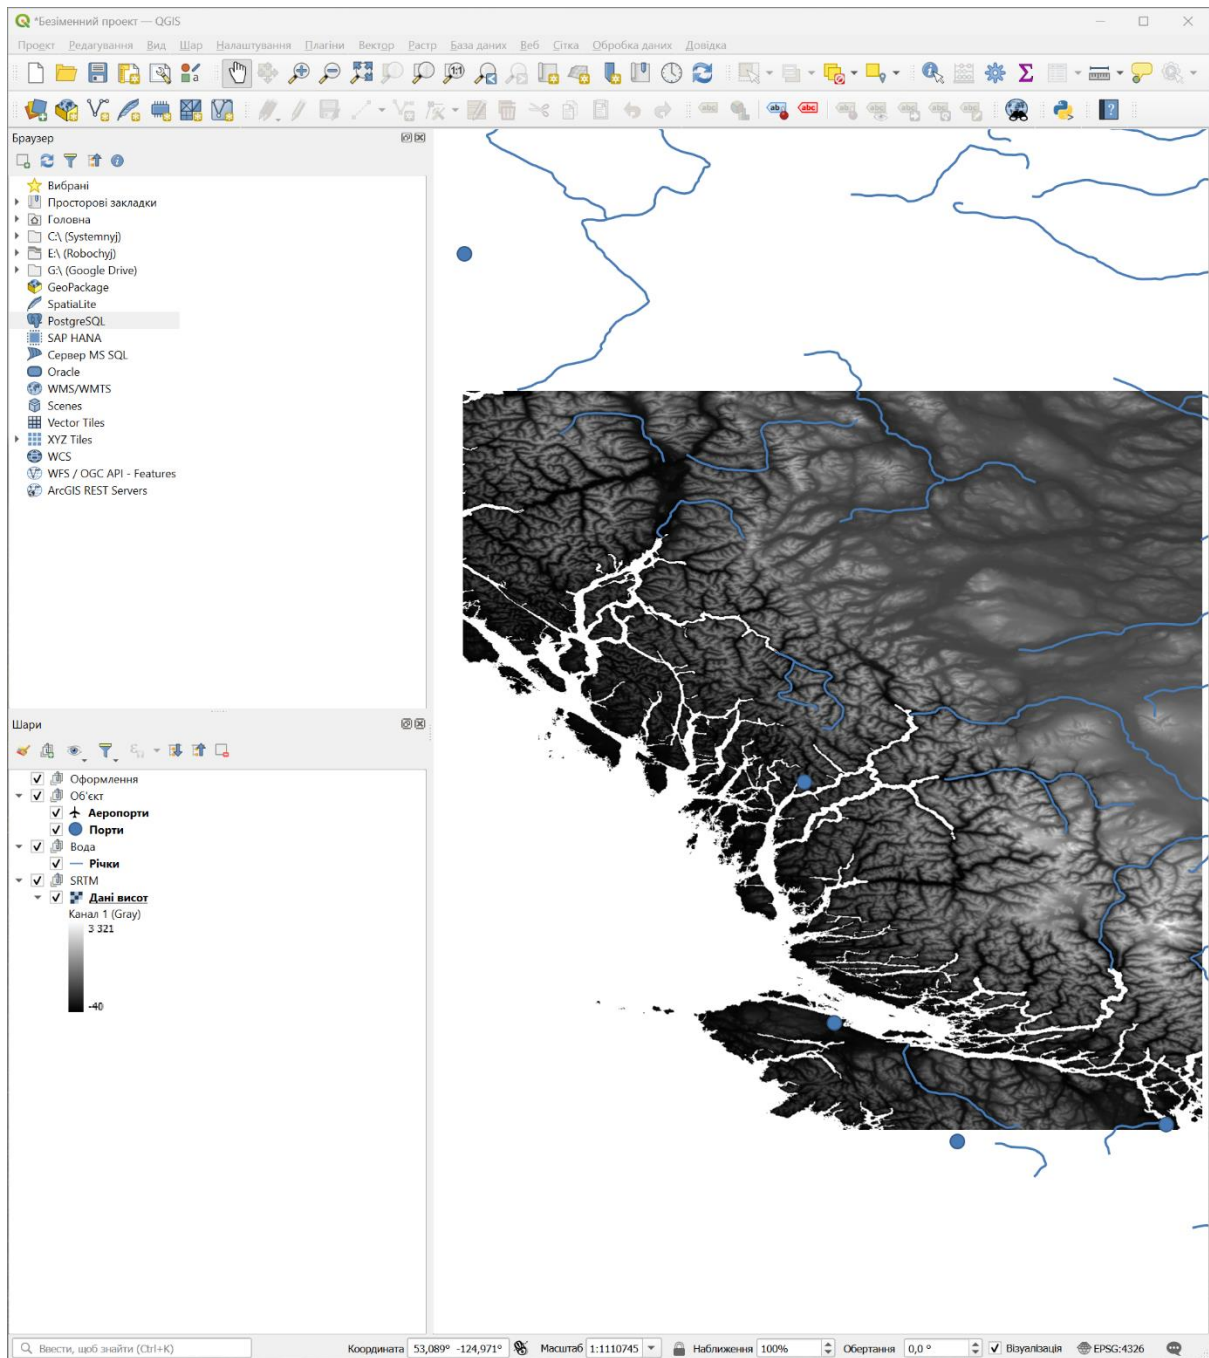 *Безіменний проект — QGIS
Проєкт Редагування Вид Шар Налаштування Плагіни Вектор Растр База даних Веб Сітка Обробка даних Довідка
Браузер
Вибрані
Просторові закладки
Головна
C:\ (Systemnyj)
E:\ (Robochyj)
G:\ (Google Drive)
GeoPackage
SpatiaLite
PostgreSQL
SAP HANA
Сервер MS SQL
Oracle
WMS/WMTS
Scenes
Vector Tiles
XYZ Tiles
WCS
WFS / OGC API - Features
ArcGIS REST Servers
Шари
Оформлення
Об'єкт
Аеропорти
Порти
Вода
Річки
SRTM
Дані висот
Канал 1 (Gray)
3 321
-40
Ввести, щоб знайти (Ctrl+K) Координата 53,089° -124,971° Масштаб 1:1110745 Наближення 100% Обертання 0,0 ° Візуалізація EPSG:4326